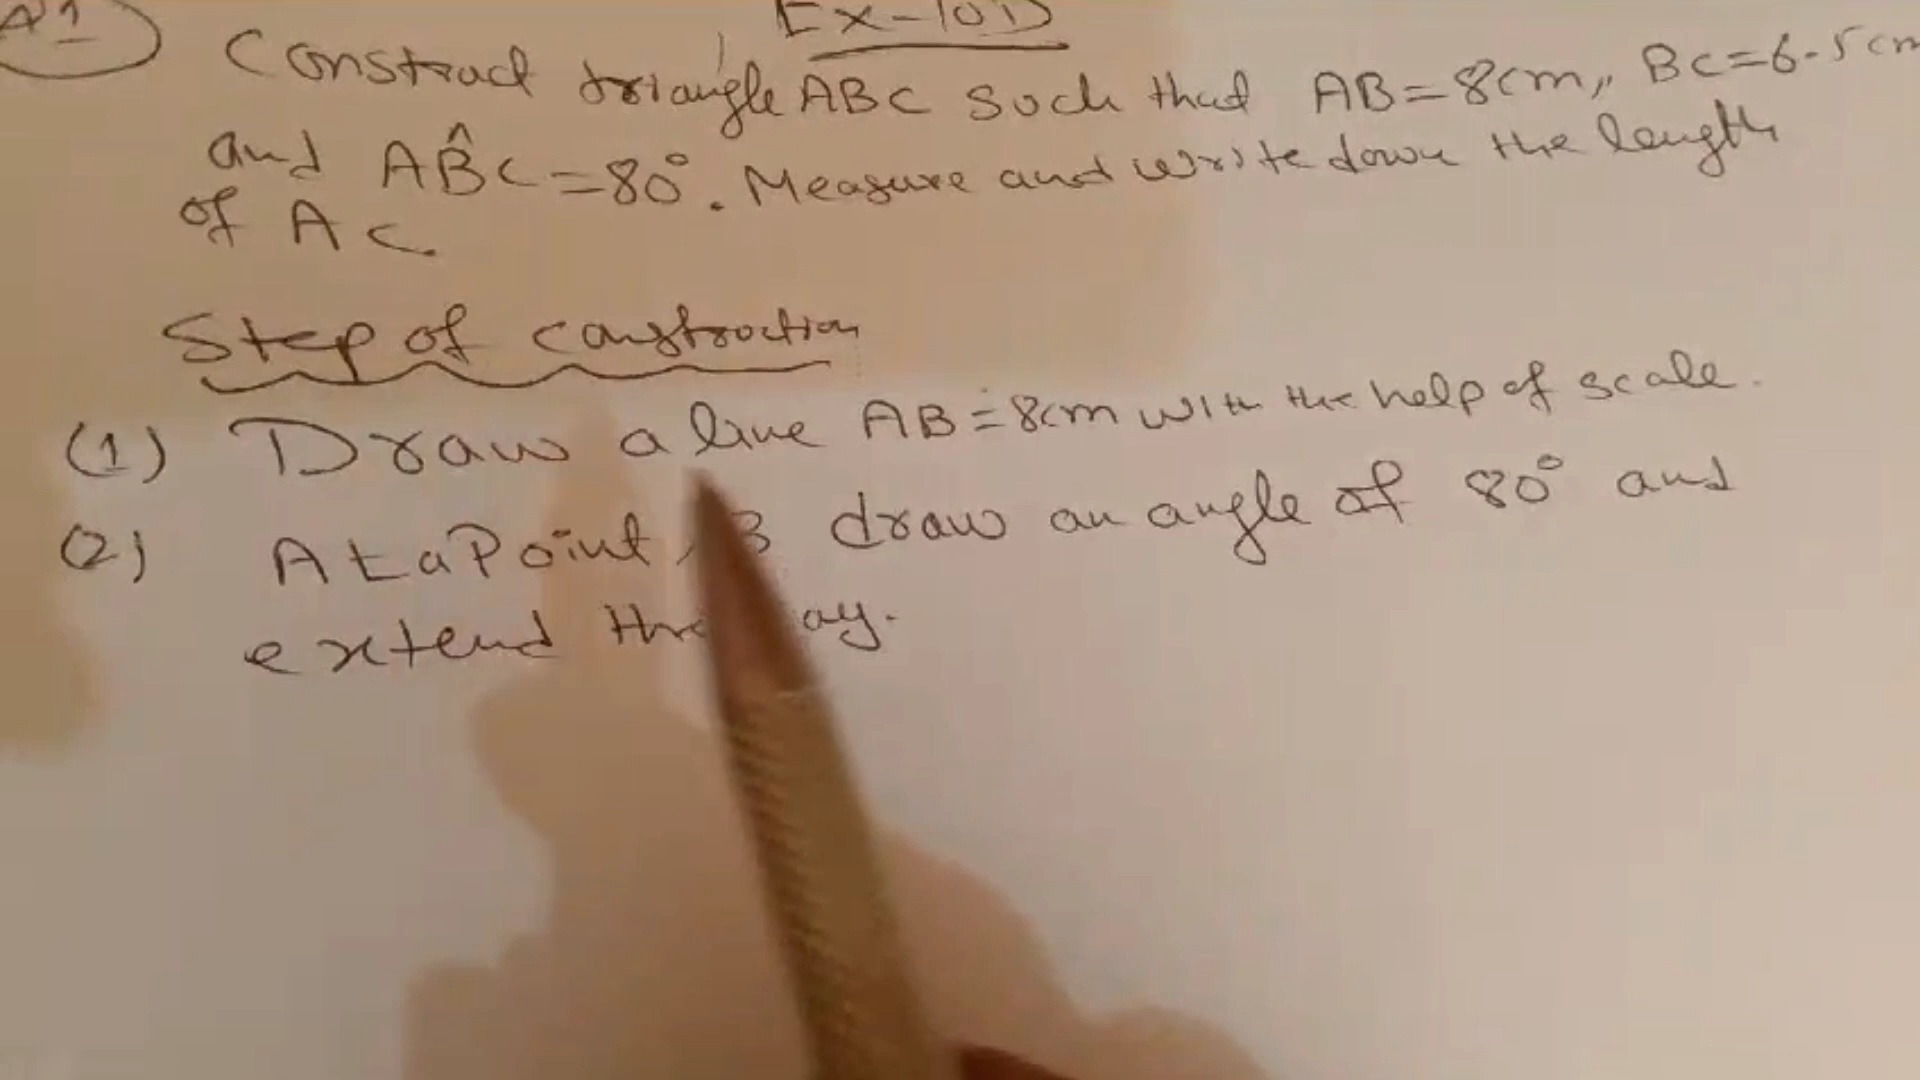 Ex-10D
Construct triangle ABC such that AB=8cm, BC=6.5cm
and AB̂C=80°. Measure and write down the length
of AC.
Step of construction
(1) Draw a line AB=8cm with the help of scale.
(2) At a Point B draw an angle of 80° and
extend the ray.